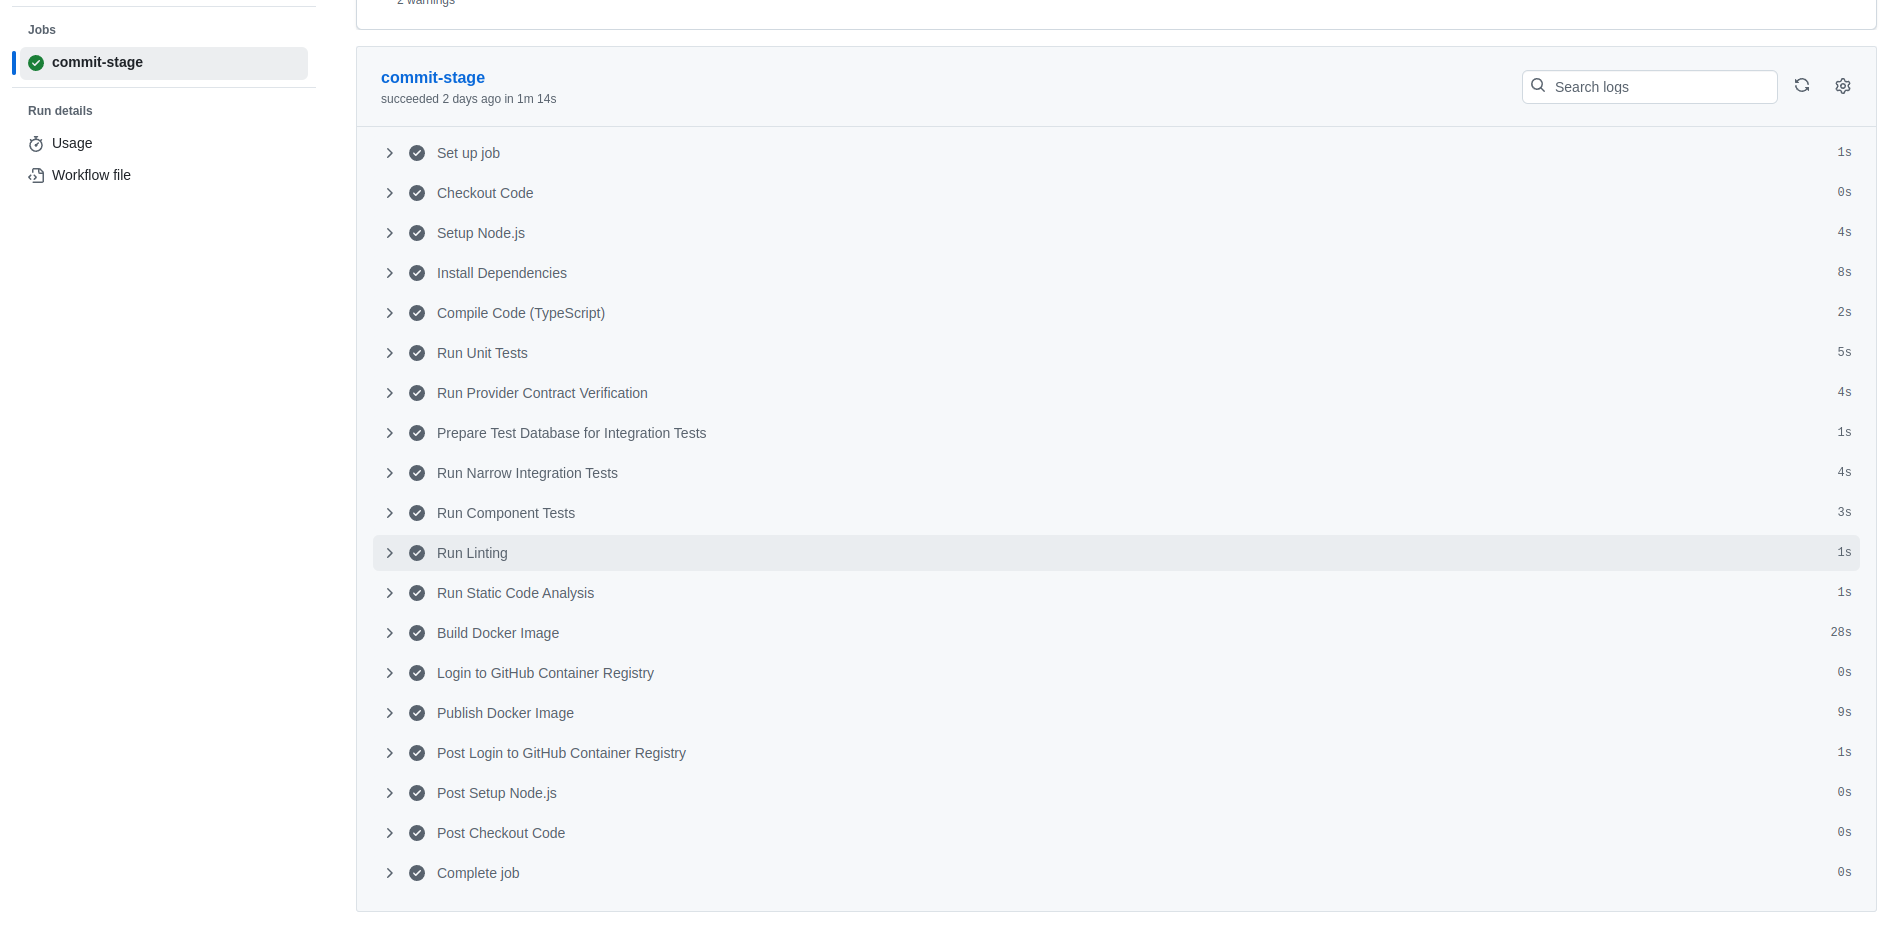 2 warnings
Jobs
commit-stage
Run details
Usage
Workflow file
commit-stage
succeeded 2 days ago in 1m 14s
Search logs
Set up job 1s
Checkout Code 0s
Setup Node.js 4s
Install Dependencies 8s
Compile Code (TypeScript) 2s
Run Unit Tests 5s
Run Provider Contract Verification 4s
Prepare Test Database for Integration Tests 1s
Run Narrow Integration Tests 4s
Run Component Tests 3s
Run Linting 1s
Run Static Code Analysis 1s
Build Docker Image 28s
Login to GitHub Container Registry 0s
Publish Docker Image 9s
Post Login to GitHub Container Registry 1s
Post Setup Node.js 0s
Post Checkout Code 0s
Complete job 0s